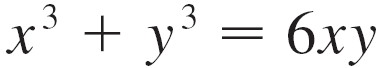 x³ + y³ = 6xy